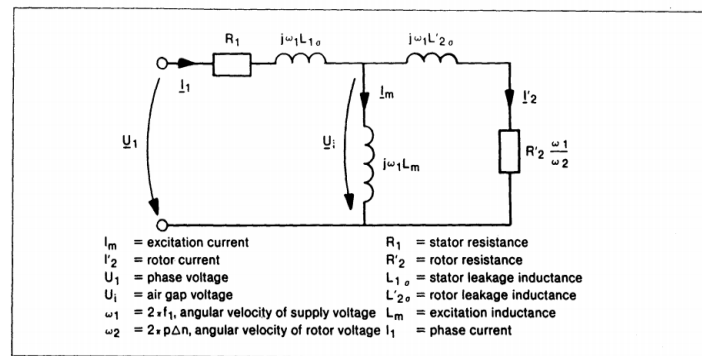 R1
jω1L1σ
jω1L'2σ
I1
Im
I'2
U1
Ui
jω1Lm
R'2 ω1/ω2
Im = excitation current
I'2 = rotor current
U1 = phase voltage
Ui = air gap voltage
ω1 = 2πf1, angular velocity of supply voltage
ω2 = 2πpΔn, angular velocity of rotor voltage
R1 = stator resistance
R'2 = rotor resistance
L1σ = stator leakage inductance
L'2σ = rotor leakage inductance
Lm = excitation inductance
I1 = phase current